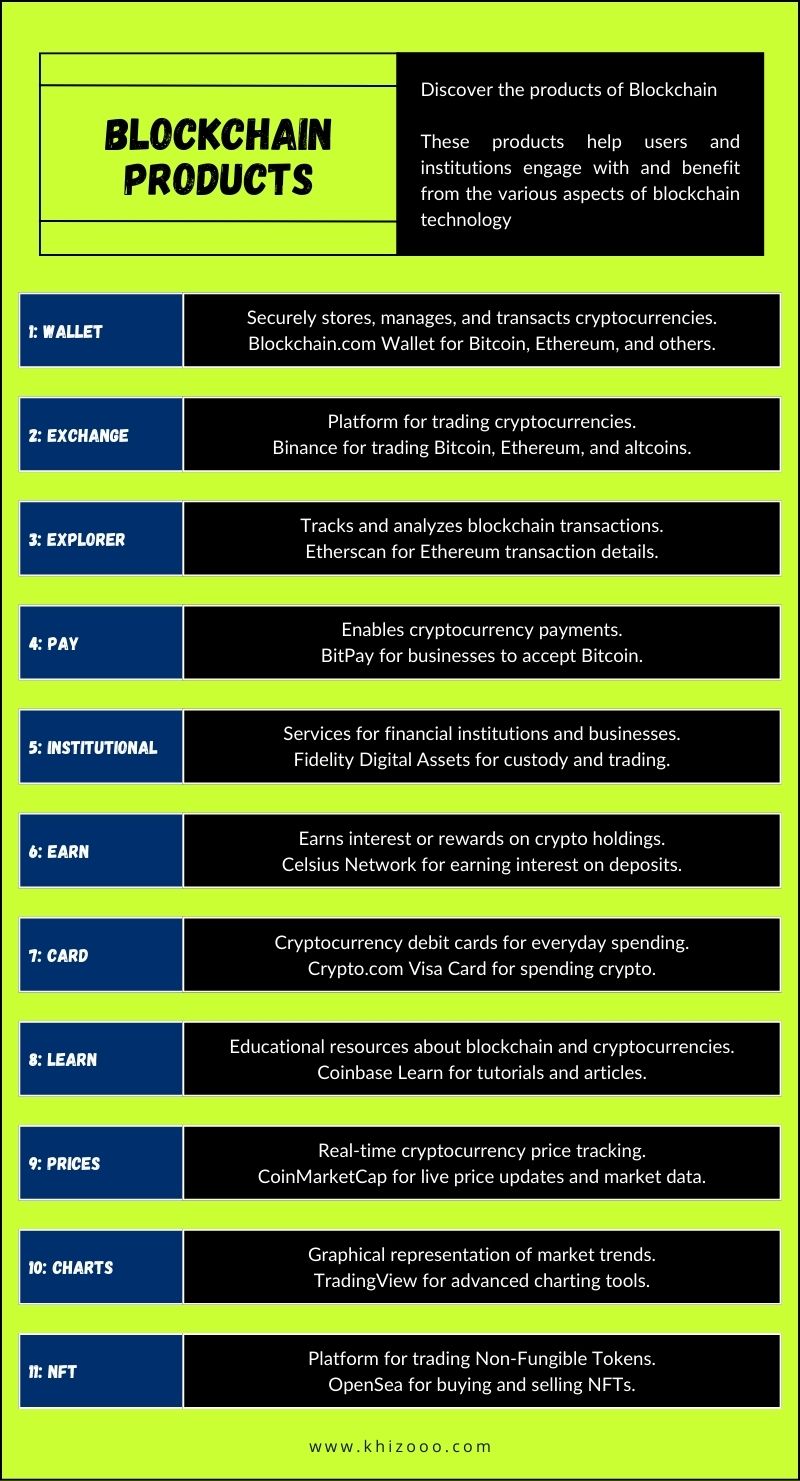 BLOCKCHAIN
PRODUCTS
Discover the products of Blockchain
These products help users and
institutions engage with and benefit
from the various aspects of blockchain
technology
1: WALLET
Securely stores, manages, and transacts cryptocurrencies.
Blockchain.com Wallet for Bitcoin, Ethereum, and others.
2: EXCHANGE
Platform for trading cryptocurrencies.
Binance for trading Bitcoin, Ethereum, and altcoins.
3: EXPLORER
Tracks and analyzes blockchain transactions.
Etherscan for Ethereum transaction details.
4: PAY
Enables cryptocurrency payments.
BitPay for businesses to accept Bitcoin.
5: INSTITUTIONAL
Services for financial institutions and businesses.
Fidelity Digital Assets for custody and trading.
6: EARN
Earns interest or rewards on crypto holdings.
Celsius Network for earning interest on deposits.
7: CARD
Cryptocurrency debit cards for everyday spending.
Crypto.com Visa Card for spending crypto.
8: LEARN
Educational resources about blockchain and cryptocurrencies.
Coinbase Learn for tutorials and articles.
9: PRICES
Real-time cryptocurrency price tracking.
CoinMarketCap for live price updates and market data.
10: CHARTS
Graphical representation of market trends.
TradingView for advanced charting tools.
11: NFT
Platform for trading Non-Fungible Tokens.
OpenSea for buying and selling NFTs.
www.khizooo.com